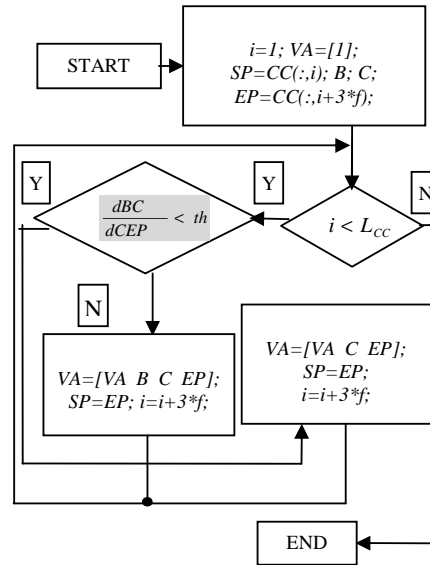 START
i=1; VA=[1];
SP=CC(:,i); B; C;
EP=CC(:,i+3*f);
Y
Y
N
dBC
dCEP
< th
i < L_CC
N
VA=[VA B C EP];
SP=EP; i=i+3*f;
VA=[VA C EP];
SP=EP;
i=i+3*f;
END